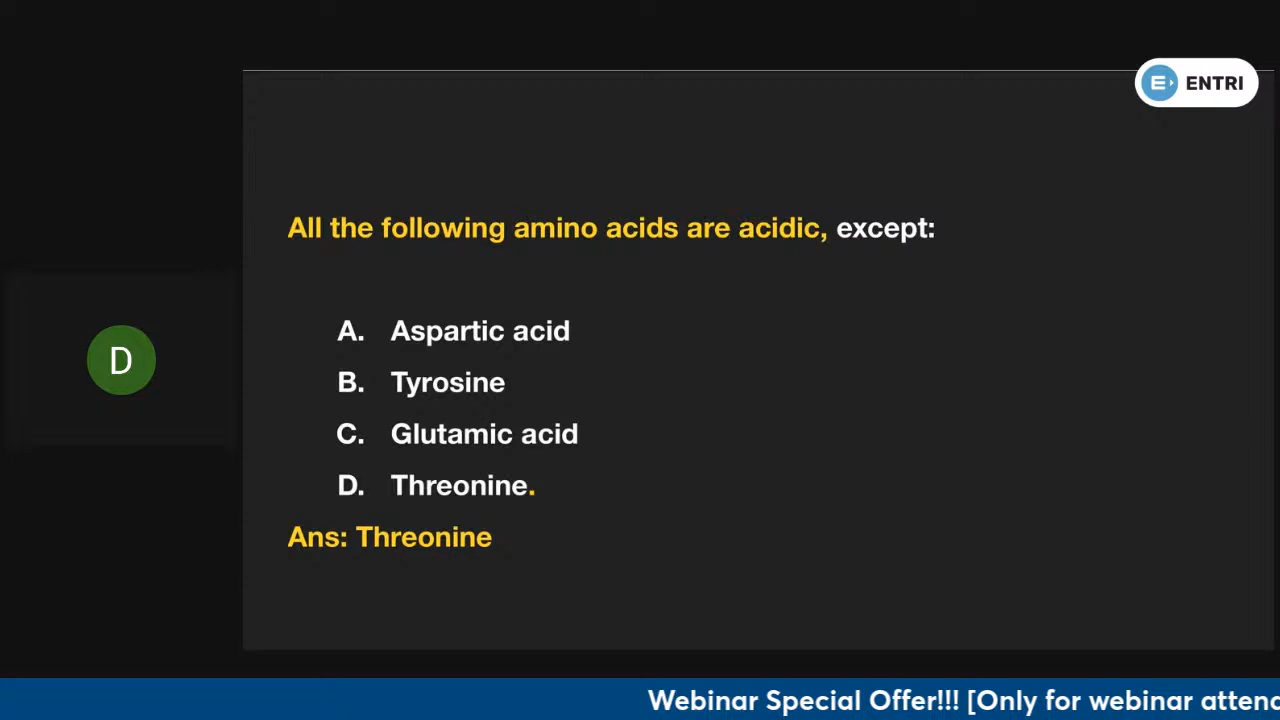 ENTRI
All the following amino acids are acidic, except:
A. Aspartic acid
B. Tyrosine
D
C. Glutamic acid
D. Threonine.
Ans: Threonine
Webinar Special Offer!!! [Only for webinar